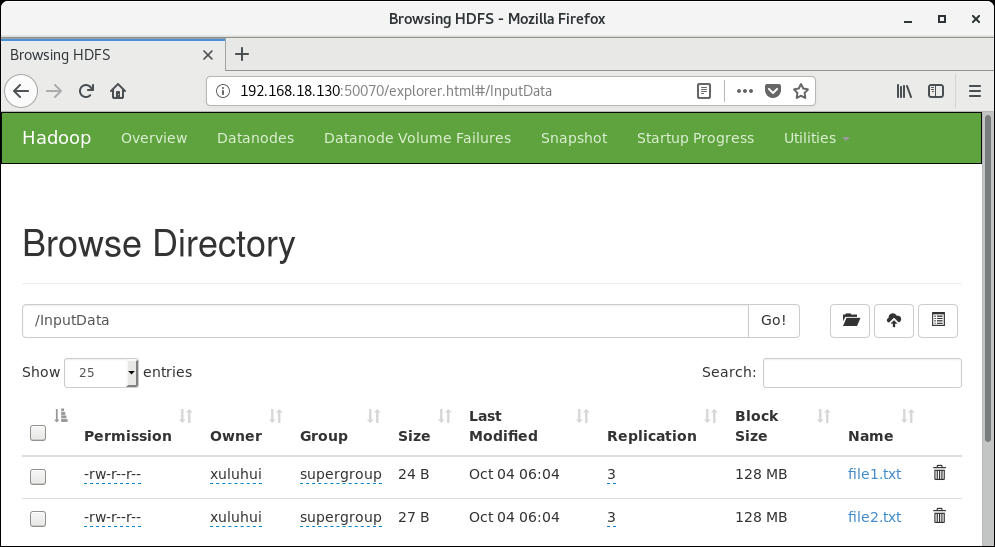 Browsing HDFS - Mozilla Firefox
Browsing HDFS
192.168.18.130:50070/explorer.html#/InputData
Hadoop Overview Datanodes Datanode Volume Failures Snapshot Startup Progress Utilities
Browse Directory
/InputData Go!
Show 25 entries Search:
Permission Owner Group Size Last Modified Replication Block Size Name
-rw-r--r-- xuluhui supergroup 24 B Oct 04 06:04 3 128 MB file1.txt
-rw-r--r-- xuluhui supergroup 27 B Oct 04 06:04 3 128 MB file2.txt